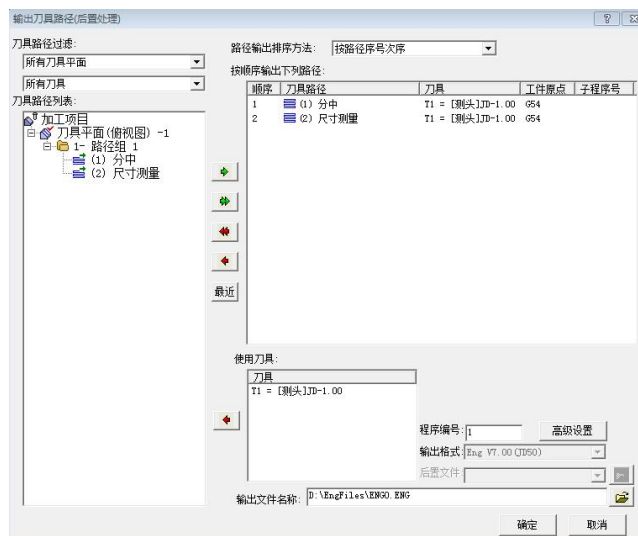 输出刀具路径(后置处理)
刀具路径过滤:
所有刀具平面
所有刀具
刀具路径列表:
加工项目
刀具平面(俯视图) -1
1- 路径组 1
(1) 分中
(2) 尺寸测量
路径输出排序方法: 按路径序号次序
按顺序输出下列路径:
顺序 刀具路径 刀具 工件原点 子程序号
1 (1) 分中 T1 = [测头]JD-1.00 G54
2 (2) 尺寸测量 T1 = [测头]JD-1.00 G54
最近
使用刀具:
刀具
T1 = [测头]JD-1.00
程序编号: 1 高级设置
输出格式: Eng V7.00(JD50)
后置文件:
输出文件名称: D:\EngFiles\ENG0.ENG
确定 取消